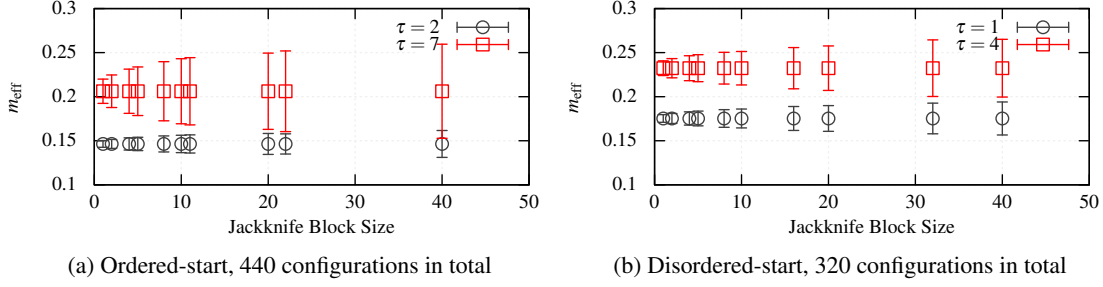 0.3
0.25
0.2
0.15
0.1
m_eff
0 10 20 30 40 50
Jackknife Block Size
τ = 2
τ = 7
(a) Ordered-start, 440 configurations in total
0.3
0.25
0.2
0.15
0.1
m_eff
0 10 20 30 40 50
Jackknife Block Size
τ = 1
τ = 4
(b) Disordered-start, 320 configurations in total